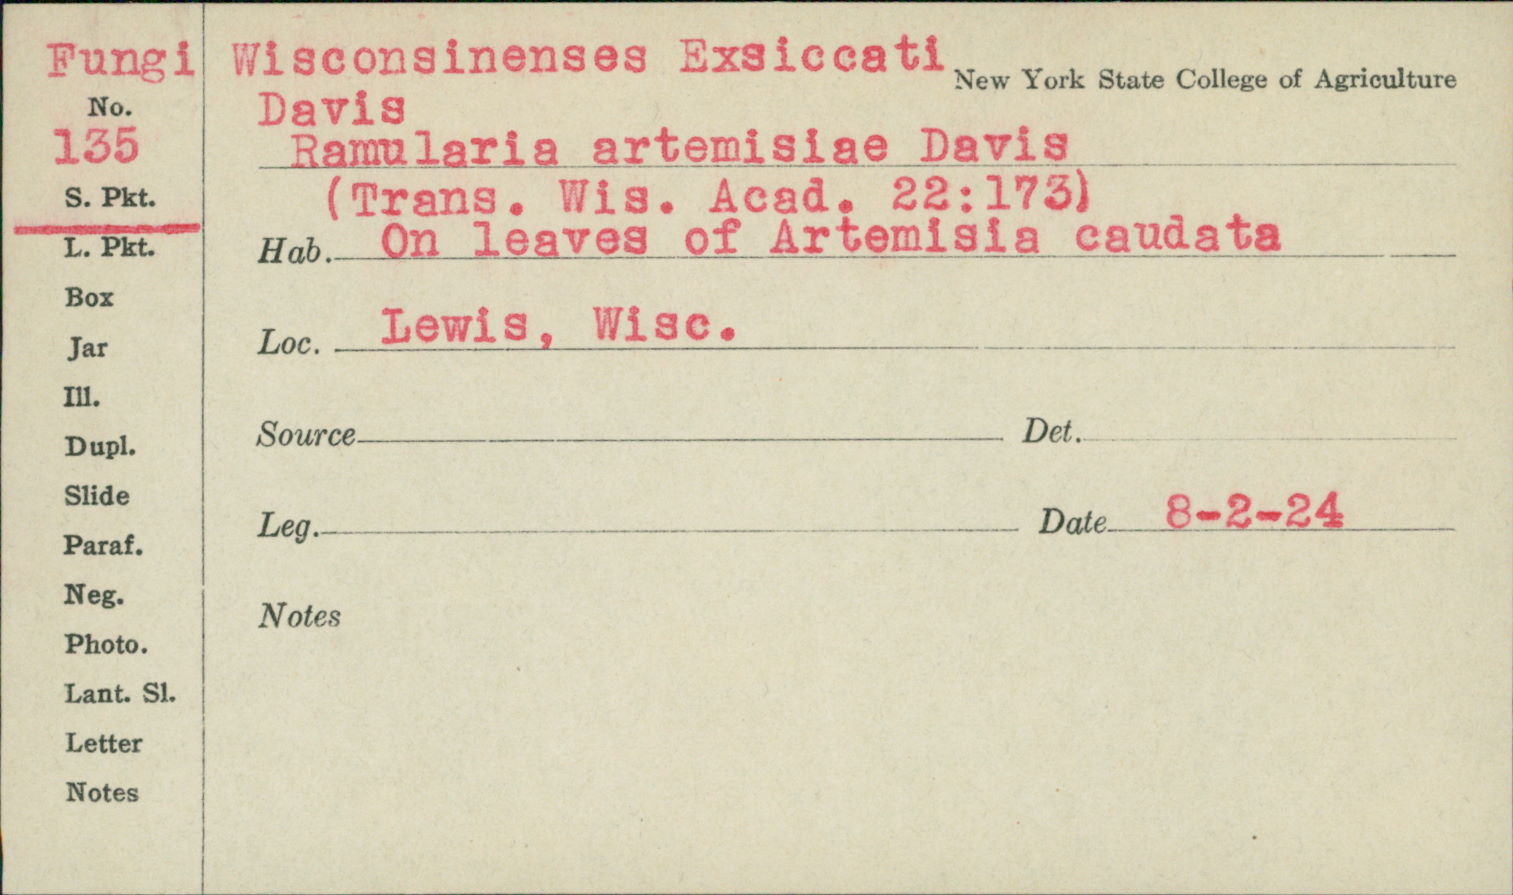 Fungi Wisconsinenses Exsiccati
New York State College of Agriculture
No.
Davis
135
Ramularia artemisiae Davis
S. Pkt.
(Trans. Wis. Acad. 22:173)
L. Pkt.
Hab. On leaves of Artemisia caudata
Box
Jar
Loc. Lewis, Wisc.
Ill.
Dupl.
Source Det.
Slide
Leg. Date 8-2-24
Paraf.
Neg.
Notes
Photo.
Lant. Sl.
Letter
Notes